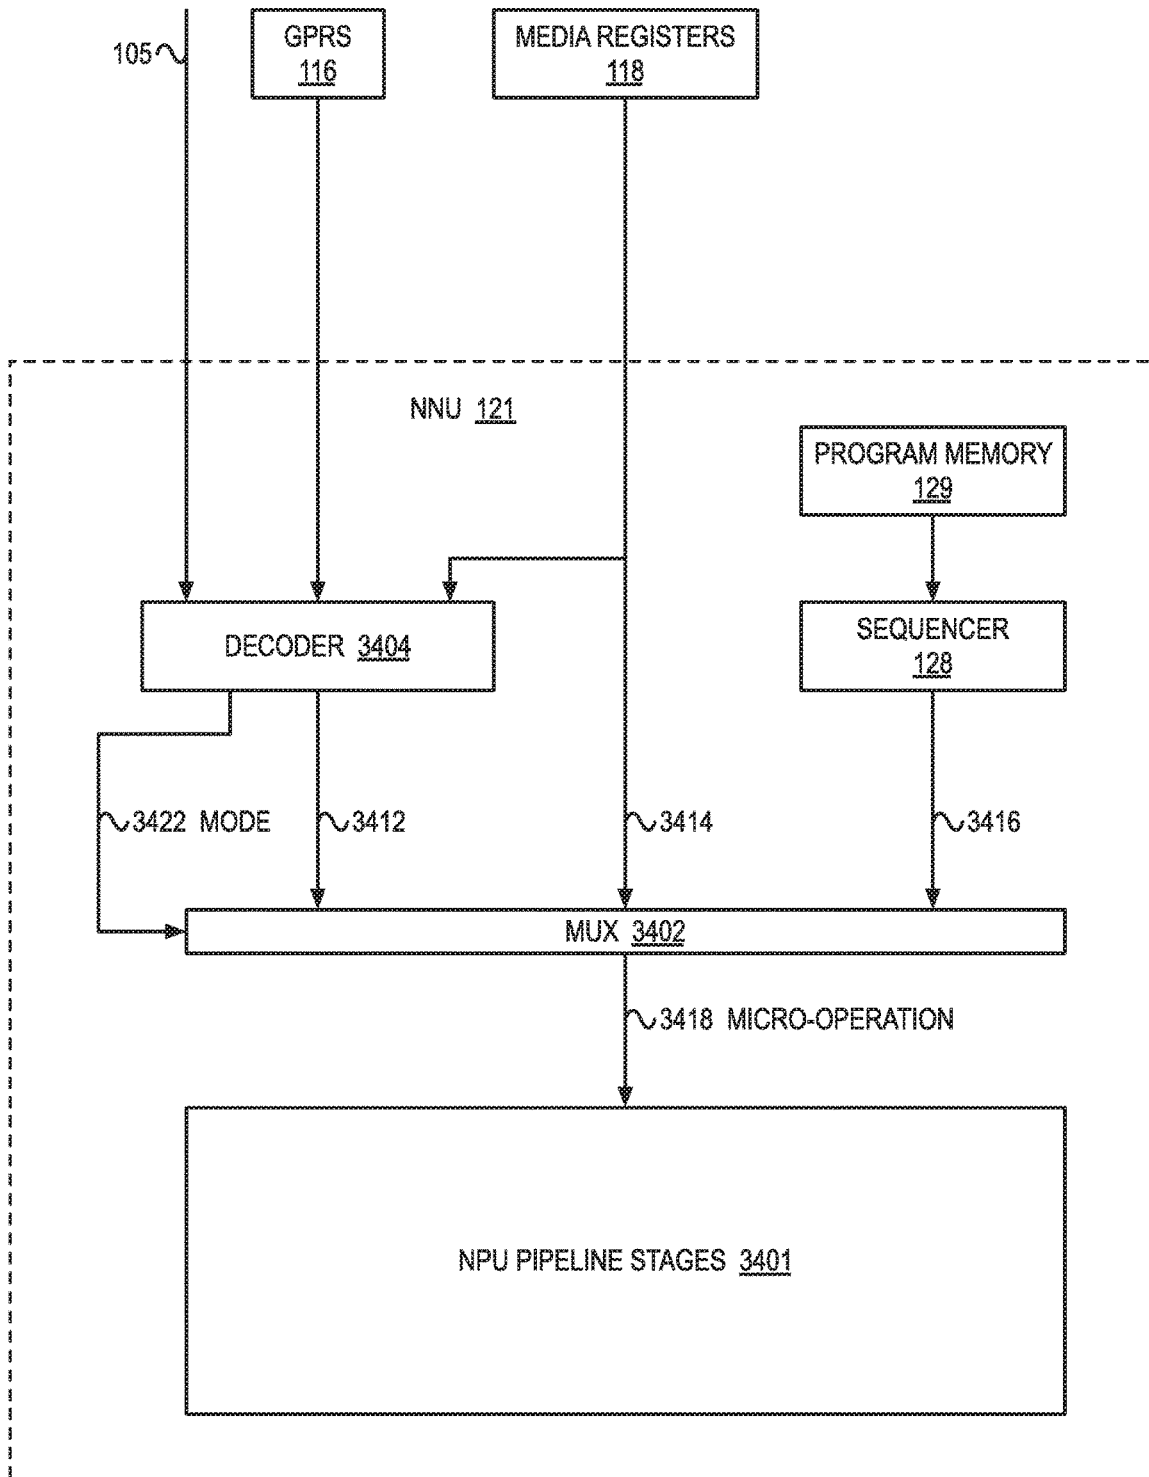 105
GPRS
116
MEDIA REGISTERS
118
NNU 121
PROGRAM MEMORY
129
DECODER 3404
SEQUENCER
128
3422 MODE
3412
3414
3416
MUX 3402
3418 MICRO-OPERATION
NPU PIPELINE STAGES 3401